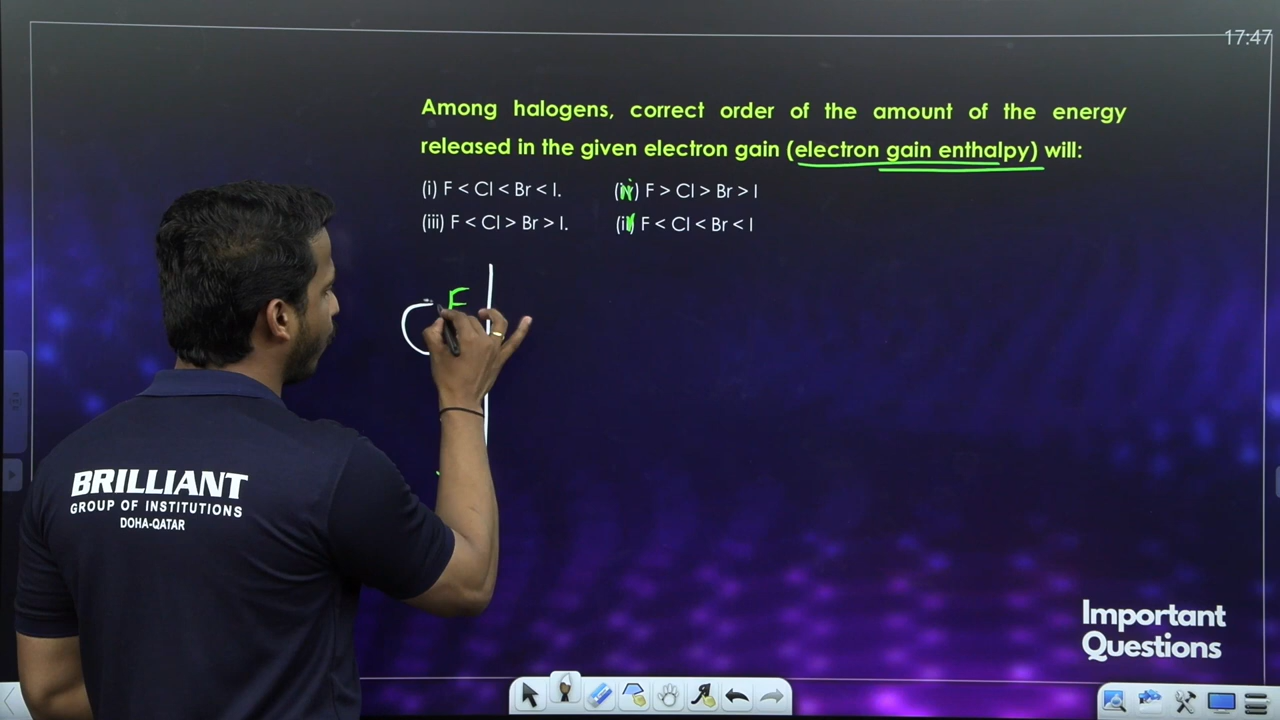 17:47
Among halogens, correct order of the amount of the energy
released in the given electron gain (electron gain enthalpy) will:
(i) F < Cl < Br < I. (iv) F > Cl > Br > I
(iii) F < Cl > Br > I. (ii) F < Cl < Br < I
F
BRILLIANT
GROUP OF INSTITUTIONS
DOHA-QATAR
Important
Questions